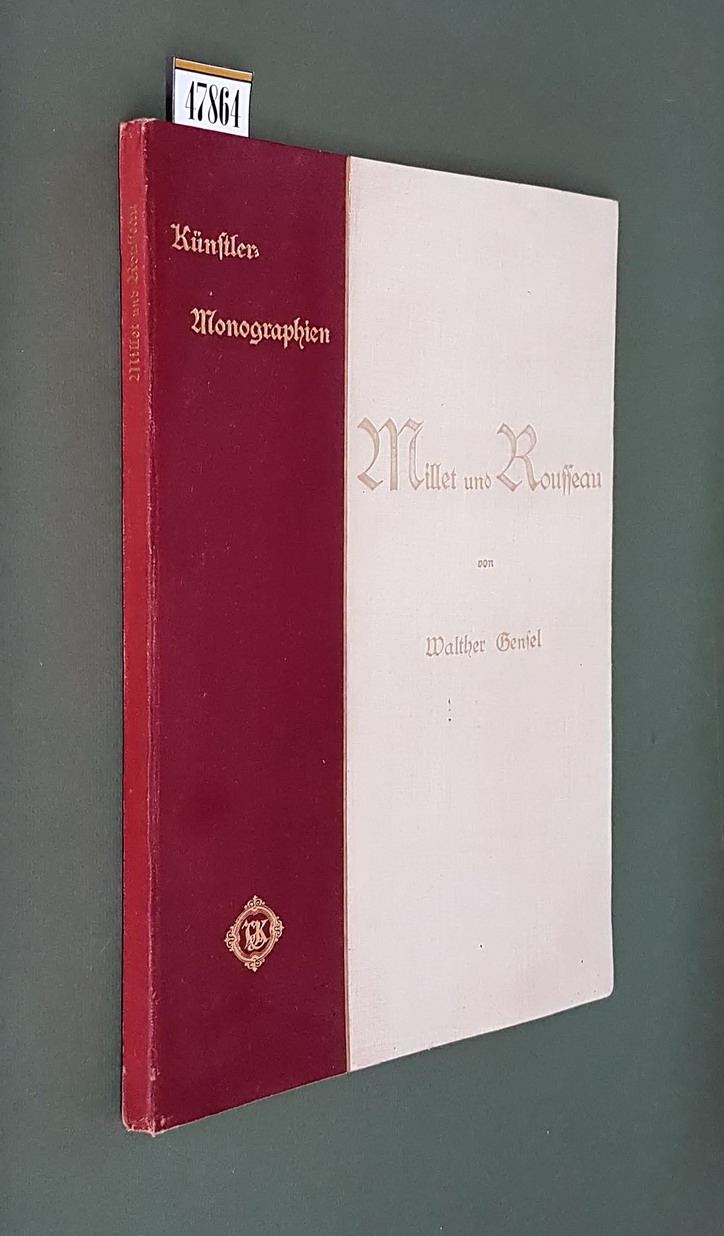 47864
Millet und Rouſſeau
Künſtler⸗
Monographien
Millet und Rouſſeau
von
Walther Genſel
V&K